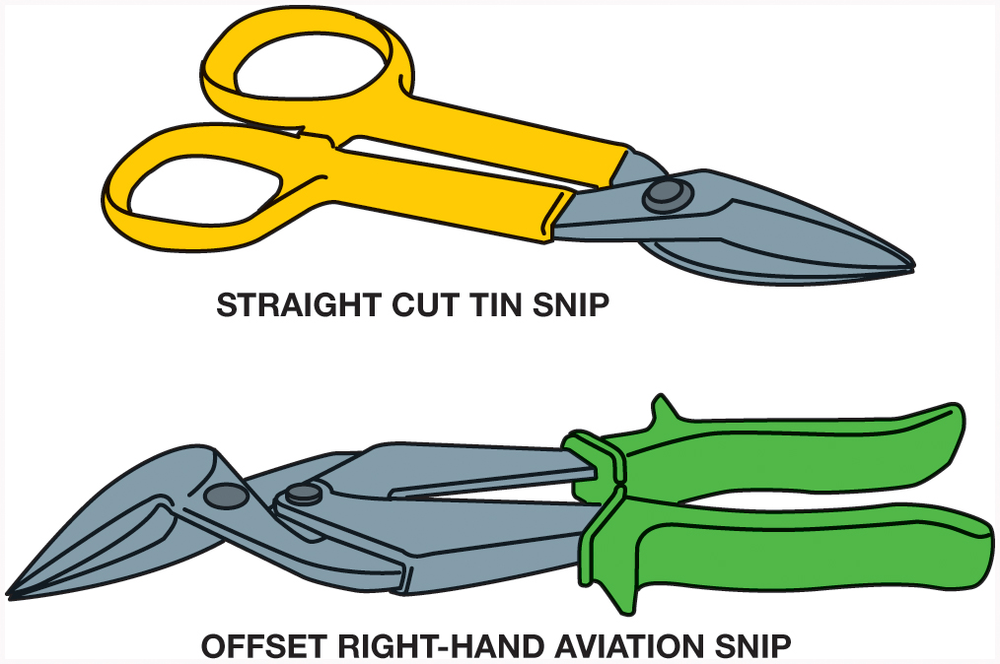 STRAIGHT CUT TIN SNIP
OFFSET RIGHT-HAND AVIATION SNIP